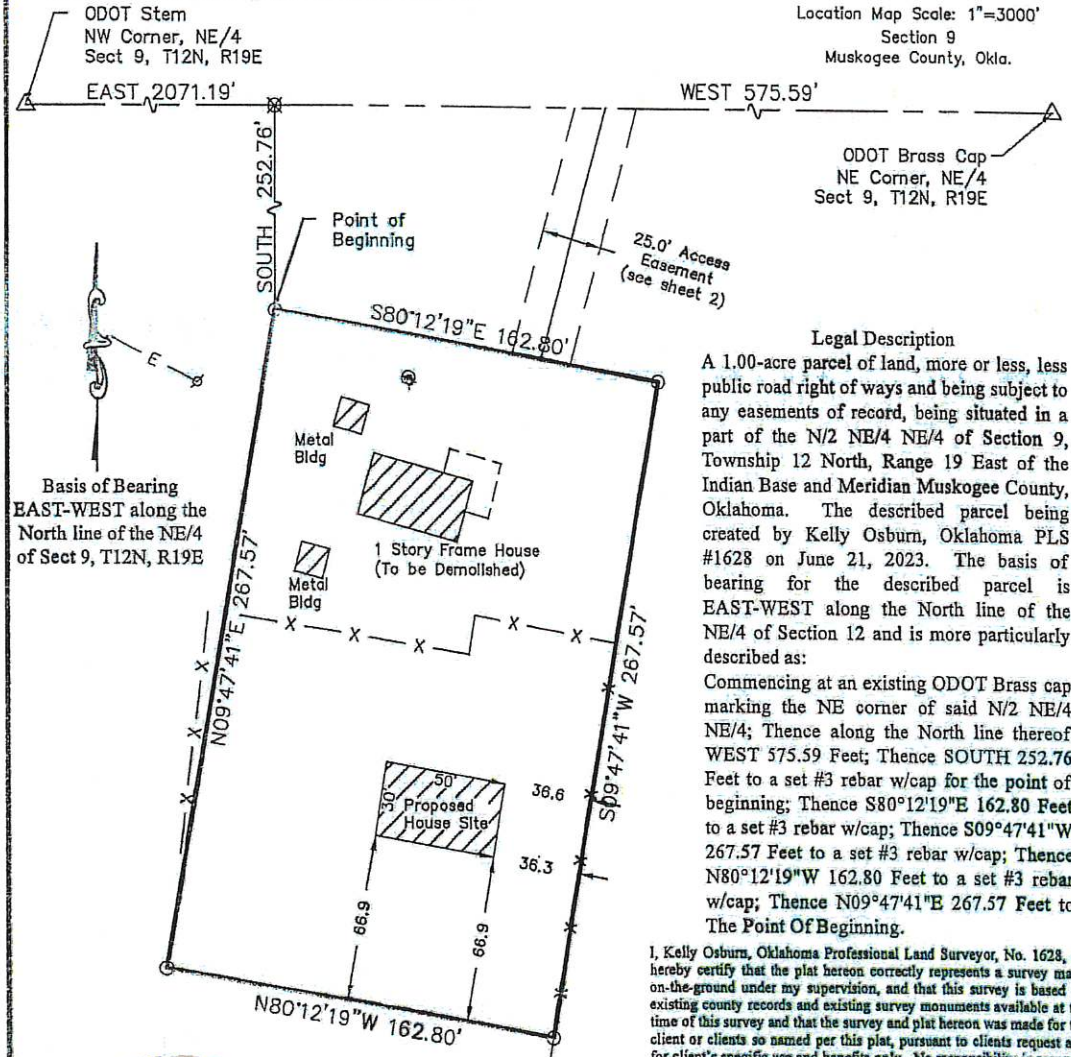 ODOT Stem
NW Corner, NE/4
Sect 9, T12N, R19E
Location Map Scale: 1"=3000'
Section 9
Muskogee County, Okla.
EAST 2071.19'
WEST 575.59'
ODOT Brass Cap
NE Corner, NE/4
Sect 9, T12N, R19E
SOUTH 252.76'
Point of
Beginning
25.0' Access
Easement
(see sheet 2)
S80°12'19"E 162.80'
E
Basis of Bearing
EAST-WEST along the
North line of the NE/4
of Sect 9, T12N, R19E
Metal
Bldg
1 Story Frame House
(To be Demolished)
Metal
Bldg
N09°47'41"E 267.57'
S09°47'41"W 267.57'
50'
30'
Proposed
House Site
36.6
36.3
66.9
66.9
N80°12'19"W 162.80'
Legal Description
A 1.00-acre parcel of land, more or less, less
public road right of ways and being subject to
any easements of record, being situated in a
part of the N/2 NE/4 NE/4 of Section 9,
Township 12 North, Range 19 East of the
Indian Base and Meridian Muskogee County,
Oklahoma. The described parcel being
created by Kelly Osburn, Oklahoma PLS
#1628 on June 21, 2023. The basis of
bearing for the described parcel is
EAST-WEST along the North line of the
NE/4 of Section 12 and is more particularly
described as:
Commencing at an existing ODOT Brass cap
marking the NE corner of said N/2 NE/4
NE/4; Thence along the North line thereof
WEST 575.59 Feet; Thence SOUTH 252.76
Feet to a set #3 rebar w/cap for the point of
beginning; Thence S80°12'19"E 162.80 Feet
to a set #3 rebar w/cap; Thence S09°47'41"W
267.57 Feet to a set #3 rebar w/cap; Thence
N80°12'19"W 162.80 Feet to a set #3 rebar
w/cap; Thence N09°47'41"E 267.57 Feet to
The Point Of Beginning.
I, Kelly Osburn, Oklahoma Professional Land Surveyor, No. 1628,
hereby certify that the plat hereon correctly represents a survey ma
on-the-ground under my supervision, and that this survey is based
existing county records and existing survey monuments available at
time of this survey and that the survey and plat hereon was made for
client or clients so named per this plat, pursuant to clients request a